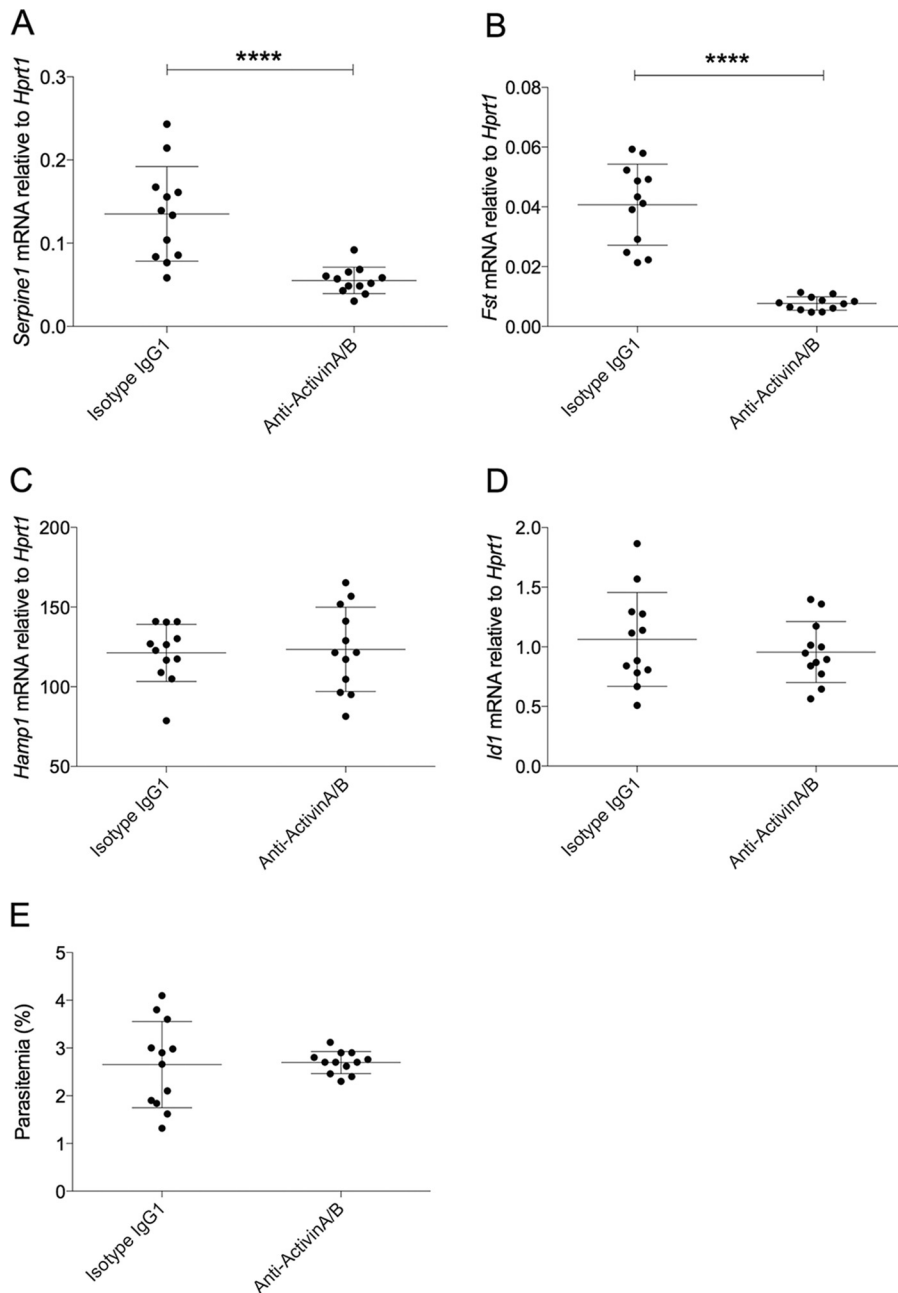 A
Serpine1 mRNA relative to Hprt1
****
0.3
0.2
0.1
0.0
Isotype IgG1
Anti-ActivinA/B
B
Fst mRNA relative to Hprt1
****
0.08
0.06
0.04
0.02
0.00
Isotype IgG1
Anti-ActivinA/B
C
Hamp1 mRNA relative to Hprt1
200
150
100
50
Isotype IgG1
Anti-ActivinA/B
D
Id1 mRNA relative to Hprt1
2.0
1.5
1.0
0.5
0.0
Isotype IgG1
Anti-ActivinA/B
E
Parasitemia (%)
5
4
3
2
1
0
Isotype IgG1
Anti-ActivinA/B